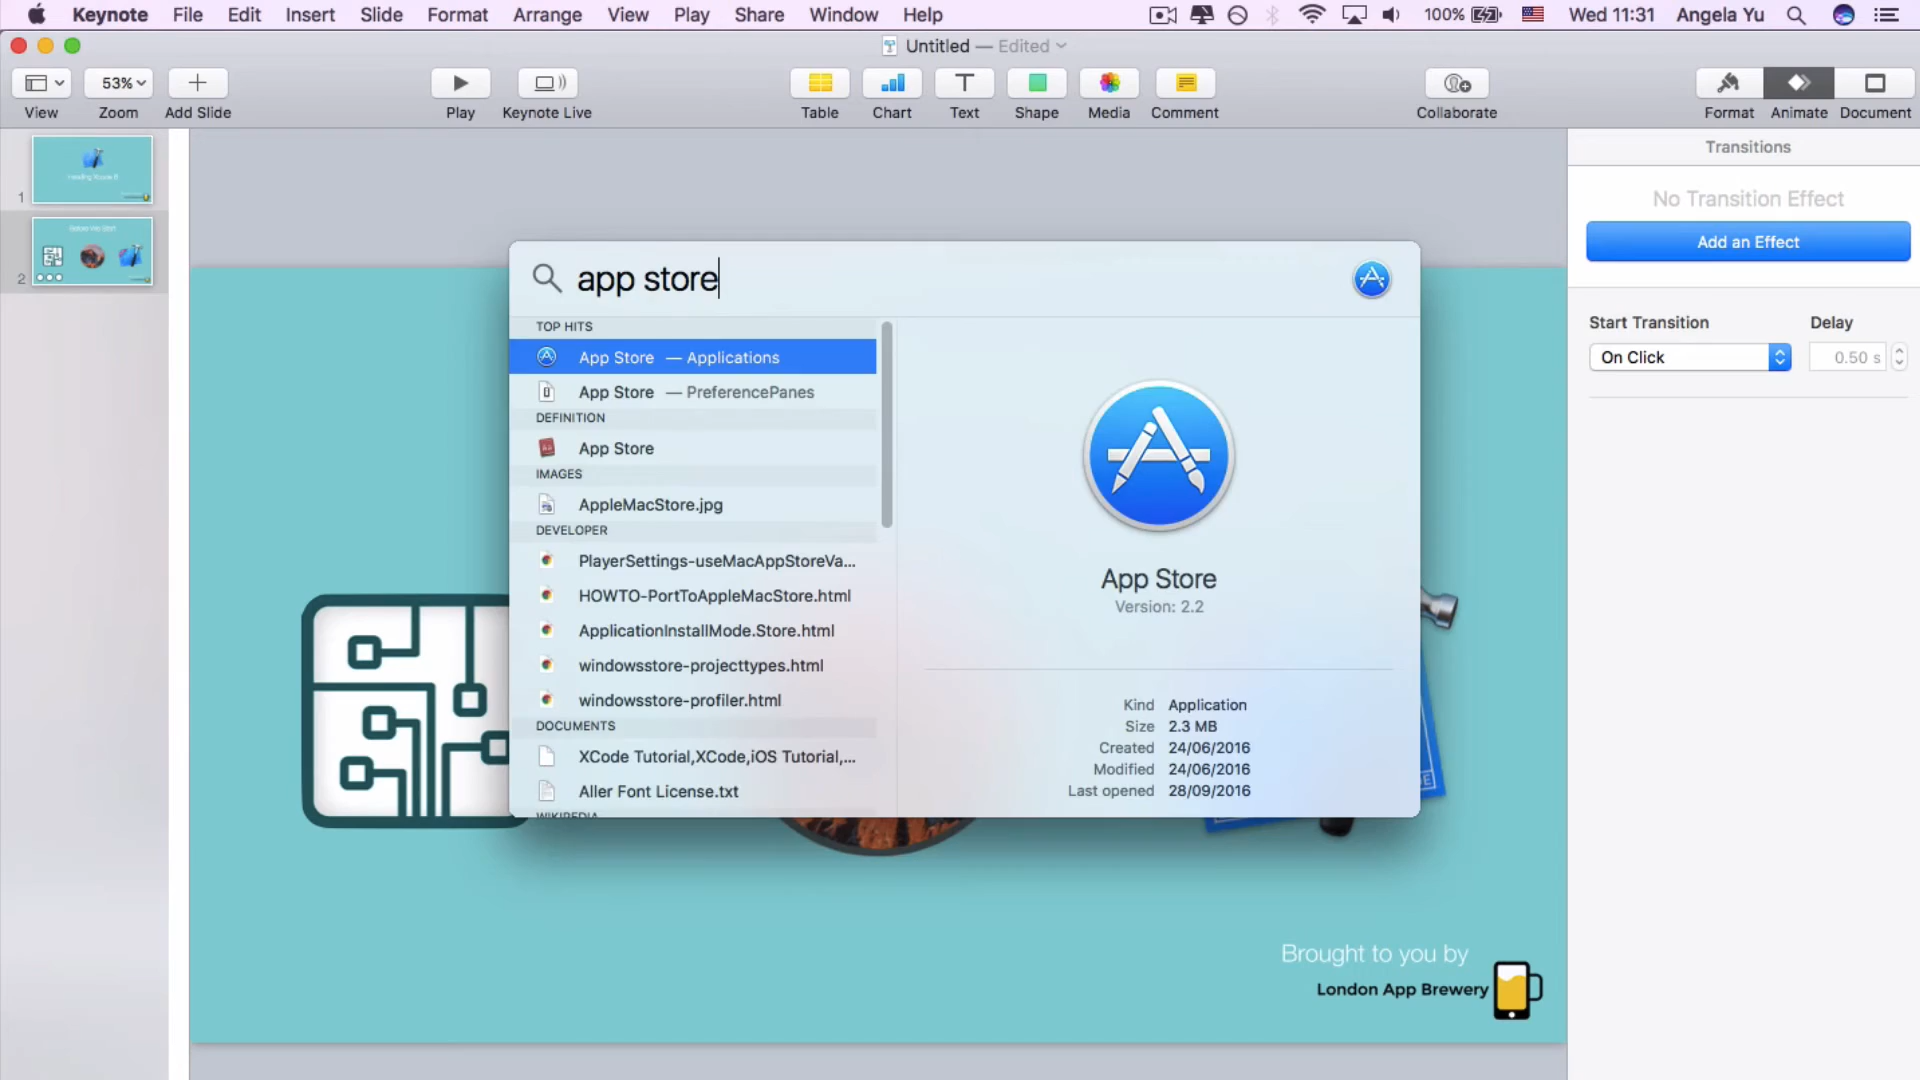 Keynote File Edit Insert Slide Format Arrange View Play Share Window Help 100% Wed 11:31 Angela Yu
Untitled — Edited
53%
View Zoom Add Slide Play Keynote Live Table Chart Text Shape Media Comment Collaborate Format Animate Document
Transitions
No Transition Effect
Add an Effect
Start Transition Delay
On Click 0.50 s
1
2
app store
TOP HITS
App Store — Applications
App Store — PreferencePanes
DEFINITION
App Store
IMAGES
AppleMacStore.jpg
DEVELOPER
PlayerSettings-useMacAppStoreVa...
HOWTO-PortToAppleMacStore.html
ApplicationInstallMode.Store.html
windowsstore-projecttypes.html
windowsstore-profiler.html
DOCUMENTS
XCode Tutorial,XCode,iOS Tutorial,...
Aller Font License.txt
WIKIPEDIA
App Store
Version: 2.2
Kind Application
Size 2.3 MB
Created 24/06/2016
Modified 24/06/2016
Last opened 28/09/2016
Brought to you by
London App Brewery